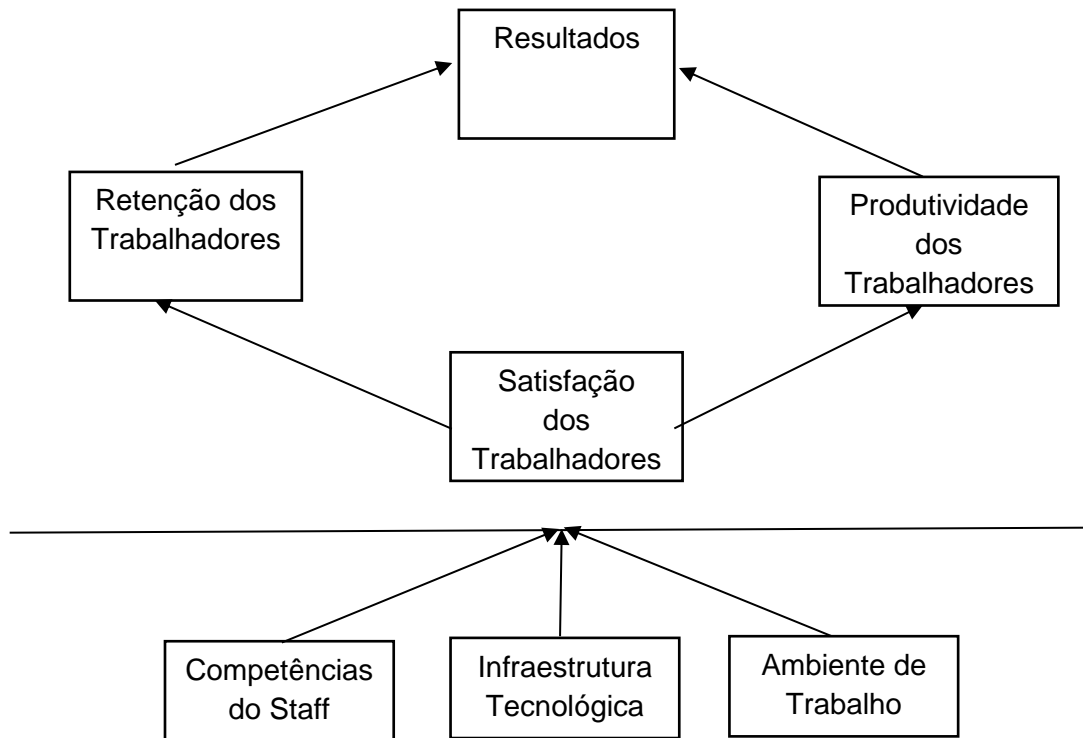 Resultados
Retenção dos
Trabalhadores
Produtividade
dos
Trabalhadores
Satisfação
dos
Trabalhadores
Competências
do Staff
Infraestrutura
Tecnológica
Ambiente de
Trabalho